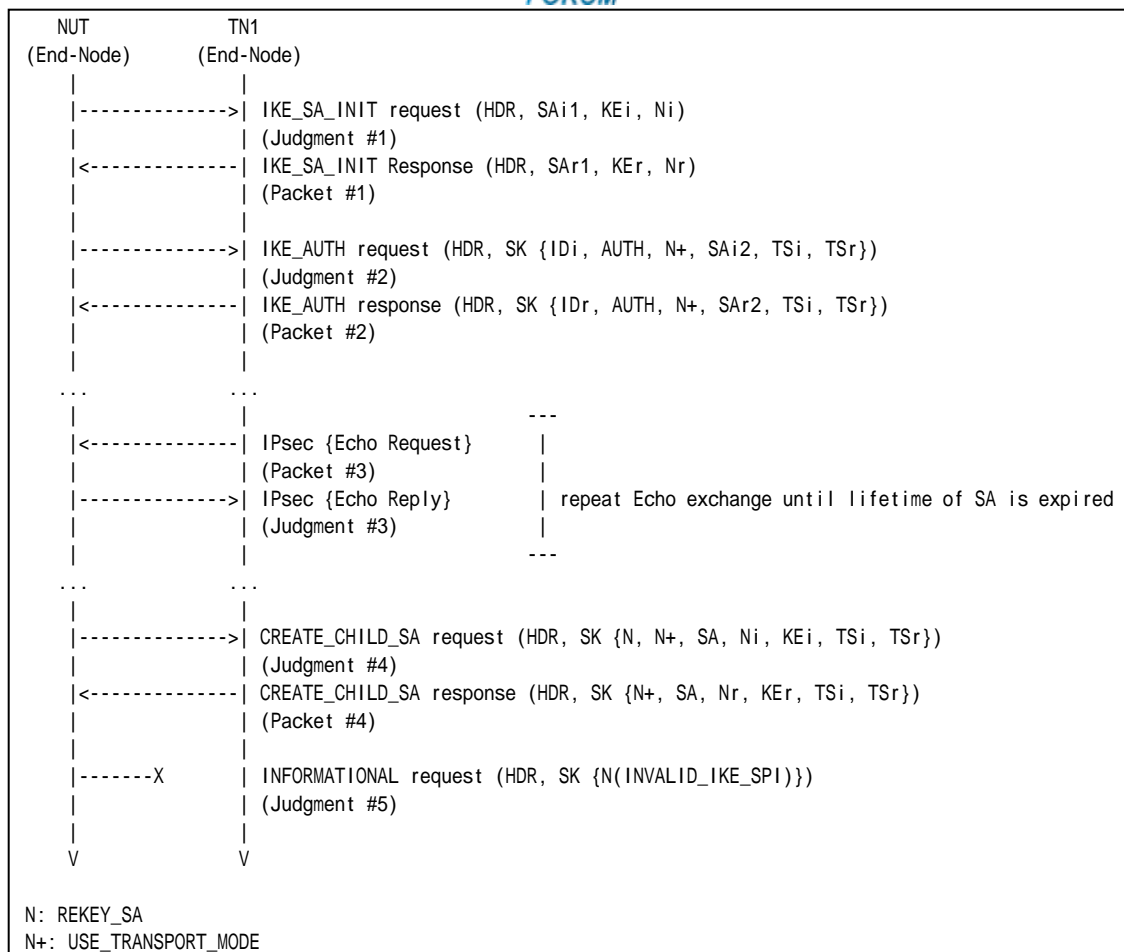 FORUM
NUT TN1
(End-Node) (End-Node)
| |
|-------------->| IKE_SA_INIT request (HDR, SAi1, KEi, Ni)
| | (Judgment #1)
|<--------------| IKE_SA_INIT Response (HDR, SAr1, KEr, Nr)
| | (Packet #1)
| |
|-------------->| IKE_AUTH request (HDR, SK {IDi, AUTH, N+, SAi2, TSi, TSr})
| | (Judgment #2)
|<--------------| IKE_AUTH response (HDR, SK {IDr, AUTH, N+, SAr2, TSi, TSr})
| | (Packet #2)
| |
... ...
| | ---
|<--------------| IPsec {Echo Request} |
| | (Packet #3) |
|-------------->| IPsec {Echo Reply} | repeat Echo exchange until lifetime of SA is expired
| | (Judgment #3) |
| | ---
... ...
| |
|-------------->| CREATE_CHILD_SA request (HDR, SK {N, N+, SA, Ni, KEi, TSi, TSr})
| | (Judgment #4)
|<--------------| CREATE_CHILD_SA response (HDR, SK {N+, SA, Nr, KEr, TSi, TSr})
| | (Packet #4)
| |
|-------X | INFORMATIONAL request (HDR, SK {N(INVALID_IKE_SPI)})
| | (Judgment #5)
| |
V V
N: REKEY_SA
N+: USE_TRANSPORT_MODE